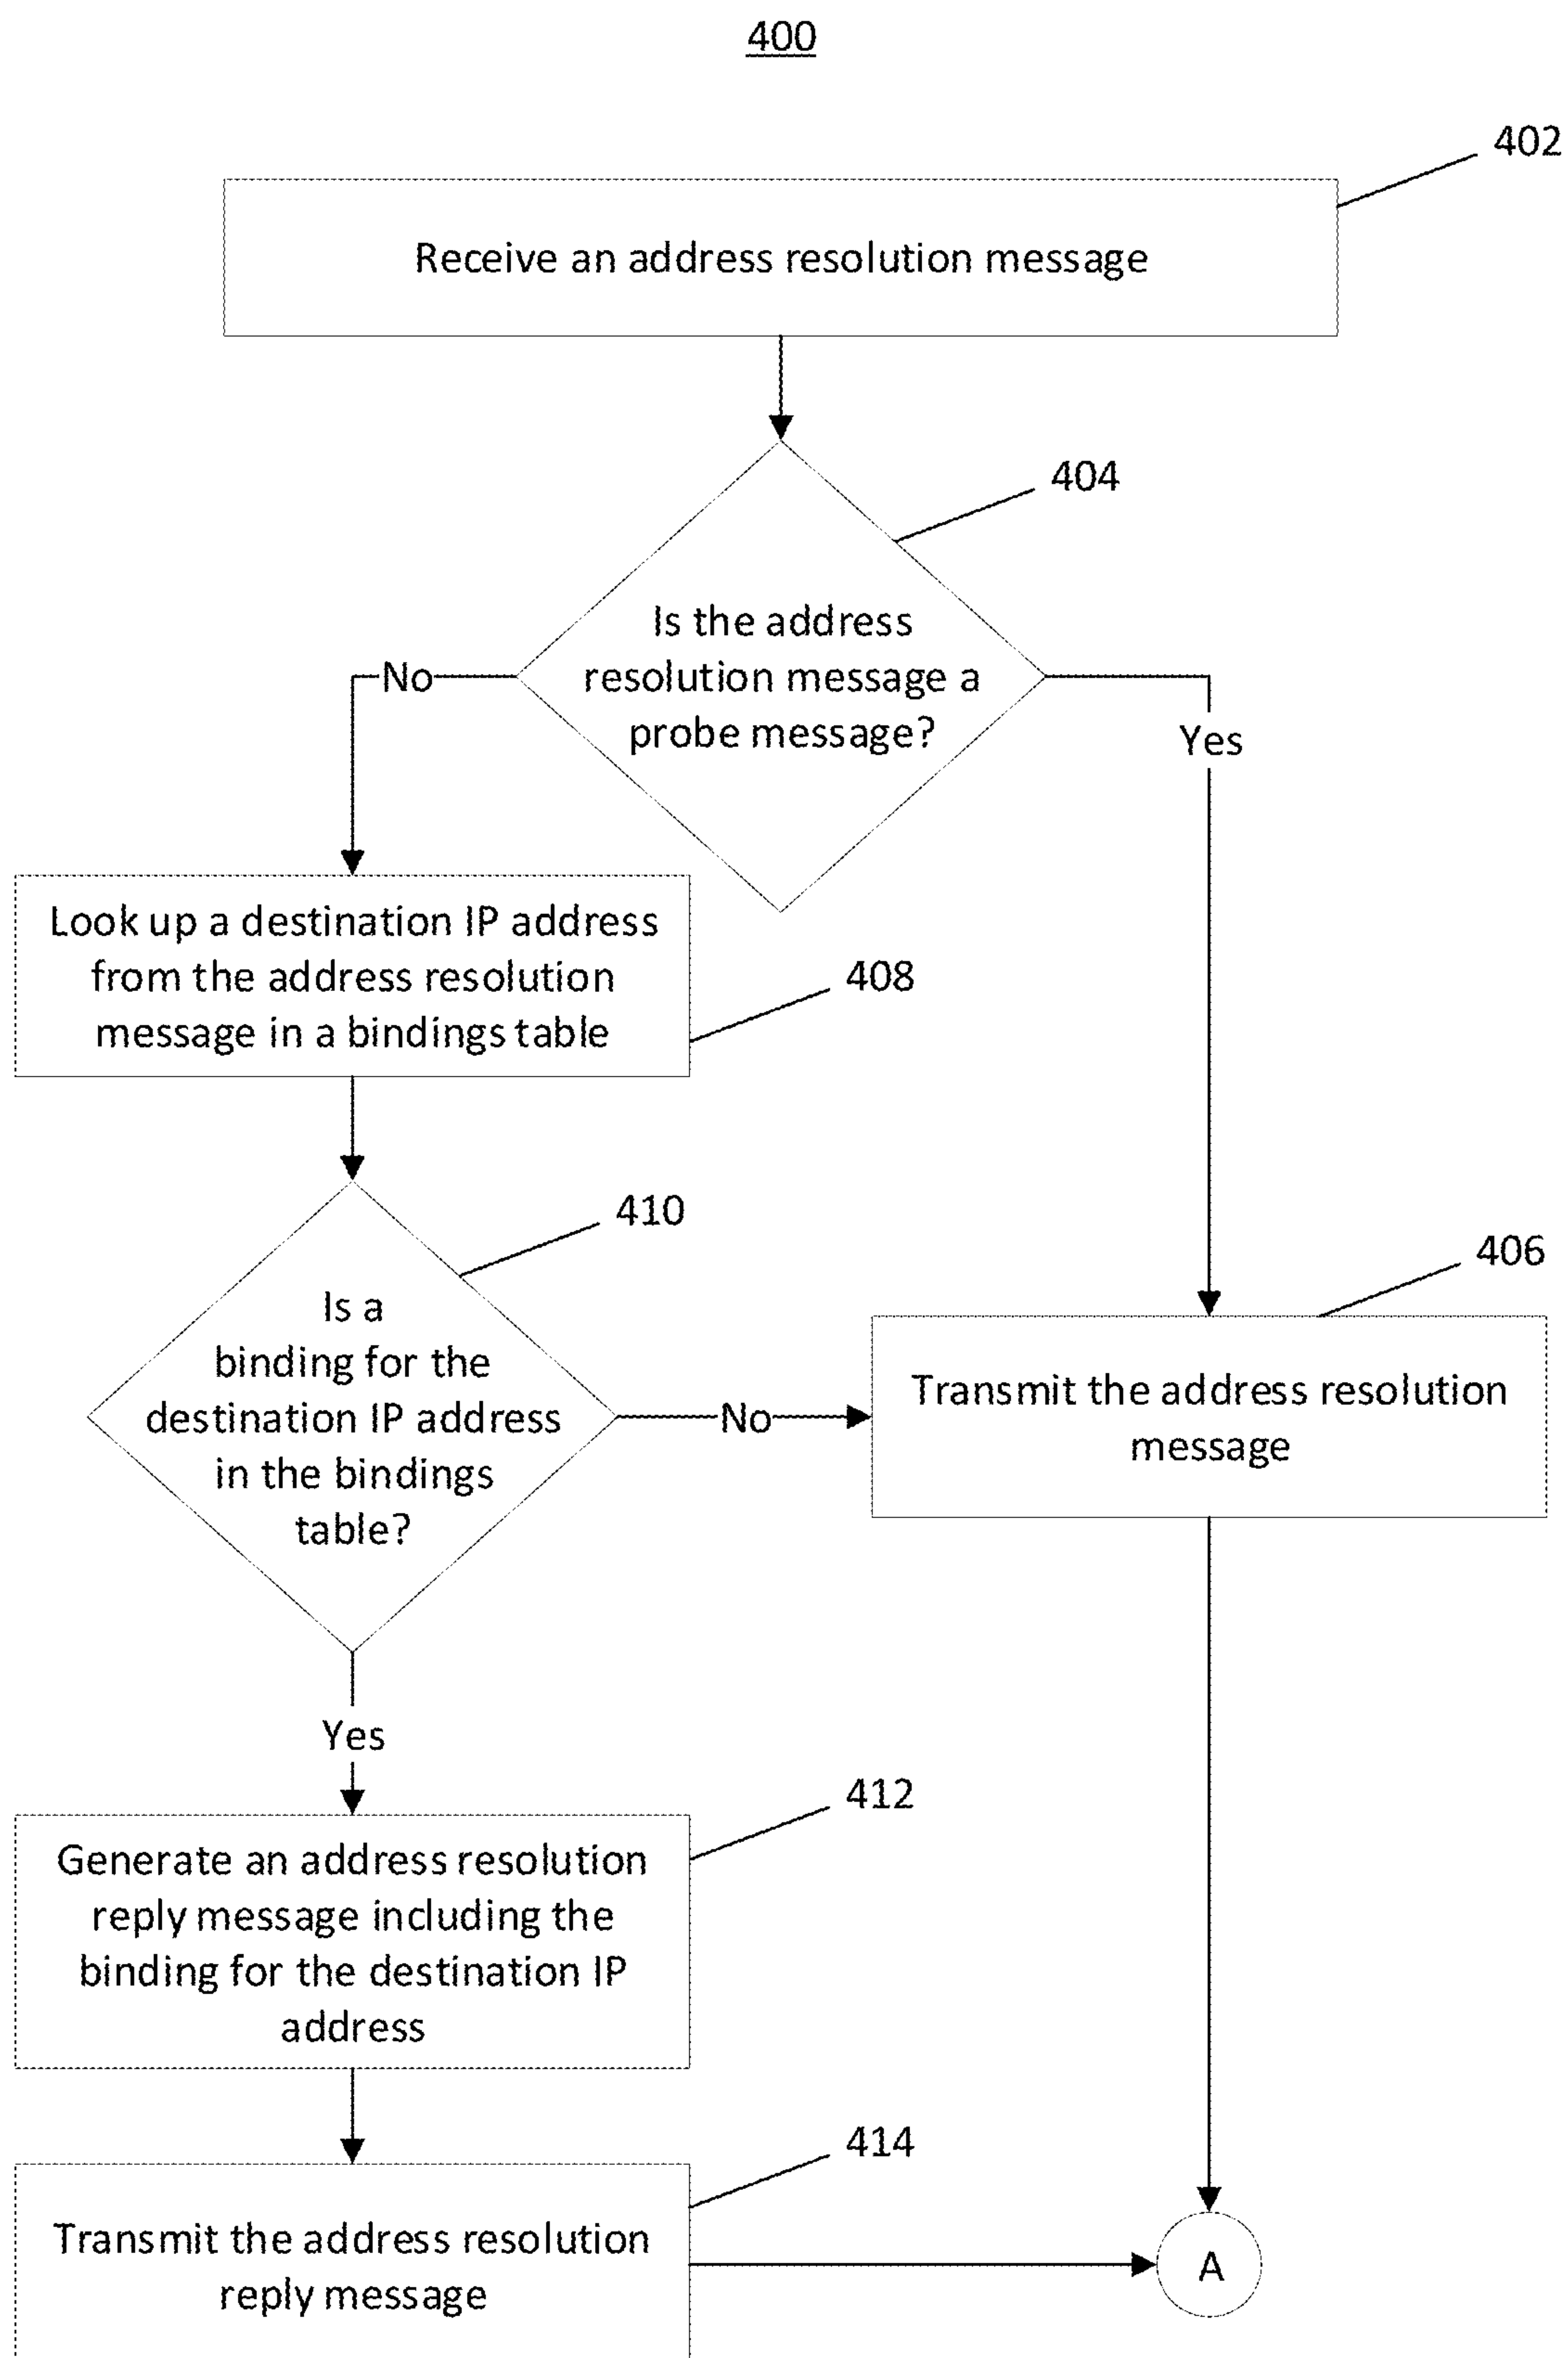 400
402
Receive an address resolution message
404
Is the address
resolution message a
probe message?
No
Yes
Look up a destination IP address
from the address resolution
message in a bindings table
408
410
Is a
binding for the
destination IP address
in the bindings
table?
No
406
Transmit the address resolution
message
Yes
412
Generate an address resolution
reply message including the
binding for the destination IP
address
414
Transmit the address resolution
reply message
A